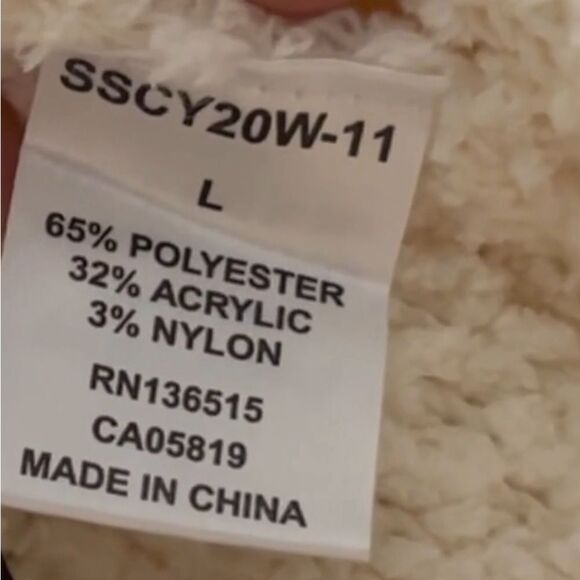 SSCY20W-11
L
65% POLYESTER
32% ACRYLIC
3% NYLON
RN136515
CA05819
MADE IN CHINA